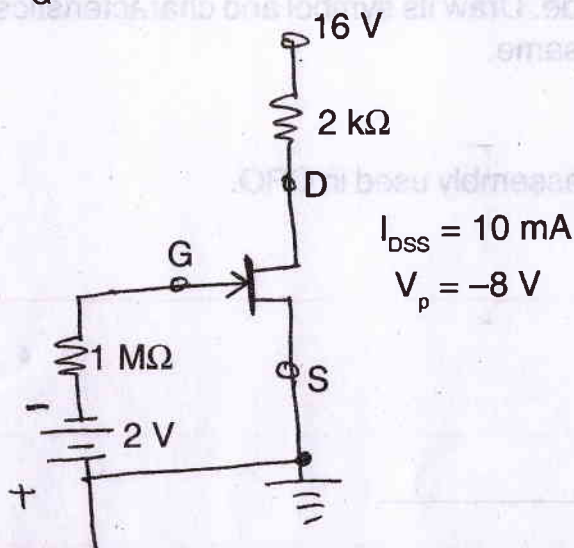 16 V
2 kΩ
D
I_DSS = 10 mA
G
V_p = –8 V
1 MΩ
S
–
2 V
+